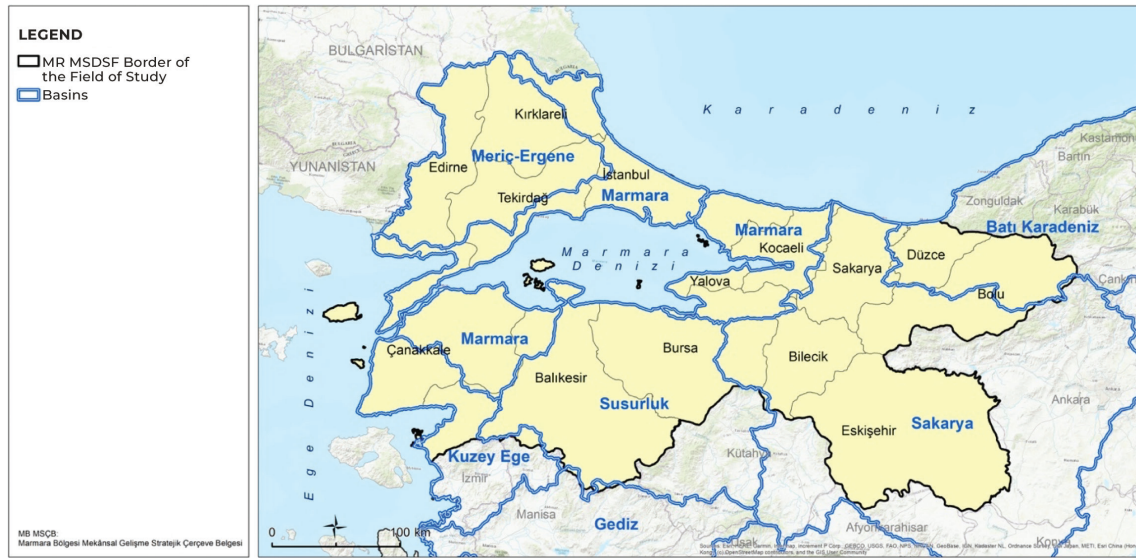 LEGEND
MR MSDSF Border of
the Field of Study
Basins
MB MSÇB:
Marmara Bölgesi Mekânsal Gelişme Stratejik Çerçeve Belgesi
BULGARİSTAN
YUNANİSTAN
Karadeniz
Kırklareli
Edirne
Meriç-Ergene
Tekirdağ
İstanbul
Marmara
Marmara
Kocaeli
Marmara
Denizi
Yalova
Sakarya
Düzce
Bolu
Batı Karadeniz
Kastamonu
Bartın
Zonguldak
Karabük
Çankırı
Ege Denizi
Çanakkale
Marmara
Balıkesir
Bursa
Susurluk
Bilecik
Eskişehir
Sakarya
Ankara
Kütahya
Kuzey Ege
İzmir
Manisa
Gediz
Uşak
Afyonkarahisar
Konya
0 100 km